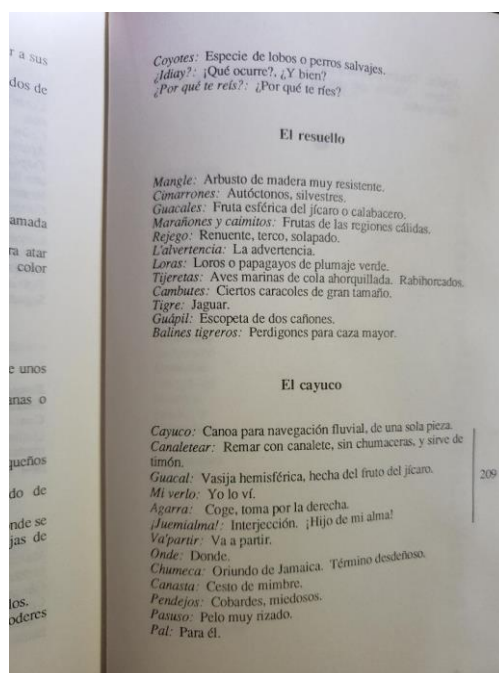 r a sus
dos de
amada
ra atar
color
e unos
nas o
queños
do de
nde se
jas de
los.
oderes
Coyotes: Especie de lobos o perros salvajes.
¿Idiay?: ¡Qué ocurre?, ¿Y bien?
¿Por qué te reís?: ¿Por qué te ríes?
El resuello
Mangle: Arbusto de madera muy resistente.
Cimarrones: Autóctonos, silvestres.
Guacales: Fruta esférica del jícaro o calabacero.
Marañones y caimitos: Frutas de las regiones cálidas.
Rejego: Renuente, terco, solapado.
L'alvertencia: La advertencia.
Loras: Loros o papagayos de plumaje verde.
Tijeretas: Aves marinas de cola ahorquillada. Rabihorcados.
Cambutes: Ciertos caracoles de gran tamaño.
Tigre: Jaguar.
Guápil: Escopeta de dos cañones.
Balines tigreros: Perdigones para caza mayor.
El cayuco
Cayuco: Canoa para navegación fluvial, de una sola pieza.
Canaletear: Remar con canalete, sin chumaceras, y sirve de
timón.
Guacal: Vasija hemisférica, hecha del fruto del jícaro.
Mi verlo: Yo lo ví.
Agarra: Coge, toma por la derecha.
¡Juemialma!: Interjección. ¡Hijo de mi alma!
Va'partir: Va a partir.
Onde: Donde.
Chumeca: Oriundo de Jamaica. Término desdeñoso.
Canasta: Cesto de mimbre.
Pendejos: Cobardes, miedosos.
Pasuso: Pelo muy rizado.
Pal: Para él.
209